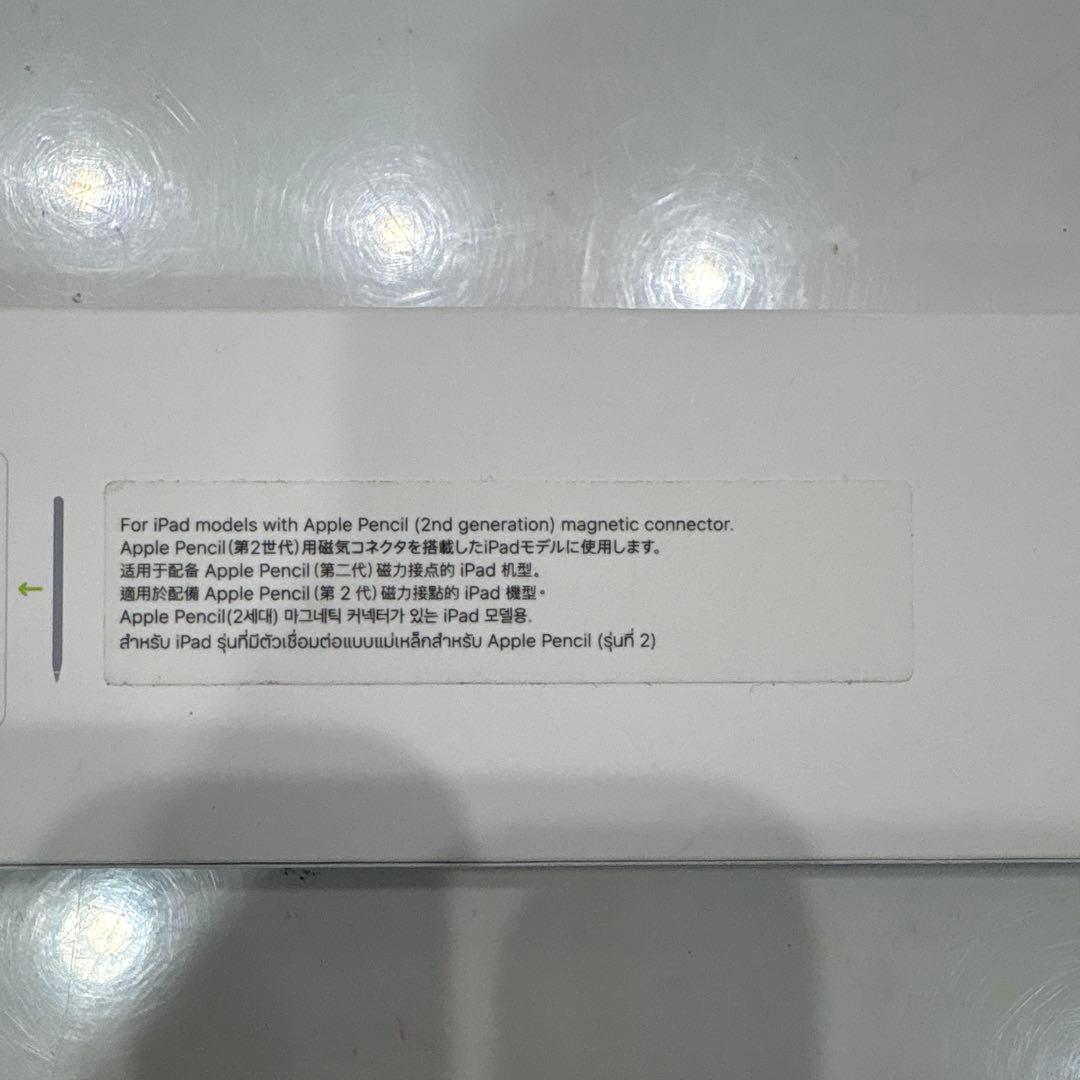 For iPad models with Apple Pencil (2nd generation) magnetic connector.
Apple Pencil(第2世代)用磁気コネクタを搭載したiPadモデルに使用します。
适用于配备 Apple Pencil (第二代) 磁力接点的 iPad 机型。
適用於配備 Apple Pencil (第 2 代) 磁力接點的 iPad 機型。
Apple Pencil(2세대) 마그네틱 커넥터가 있는 iPad 모델용.
สำหรับ iPad รุ่นที่มีตัวเชื่อมต่อแบบแม่เหล็กสำหรับ Apple Pencil (รุ่นที่ 2)